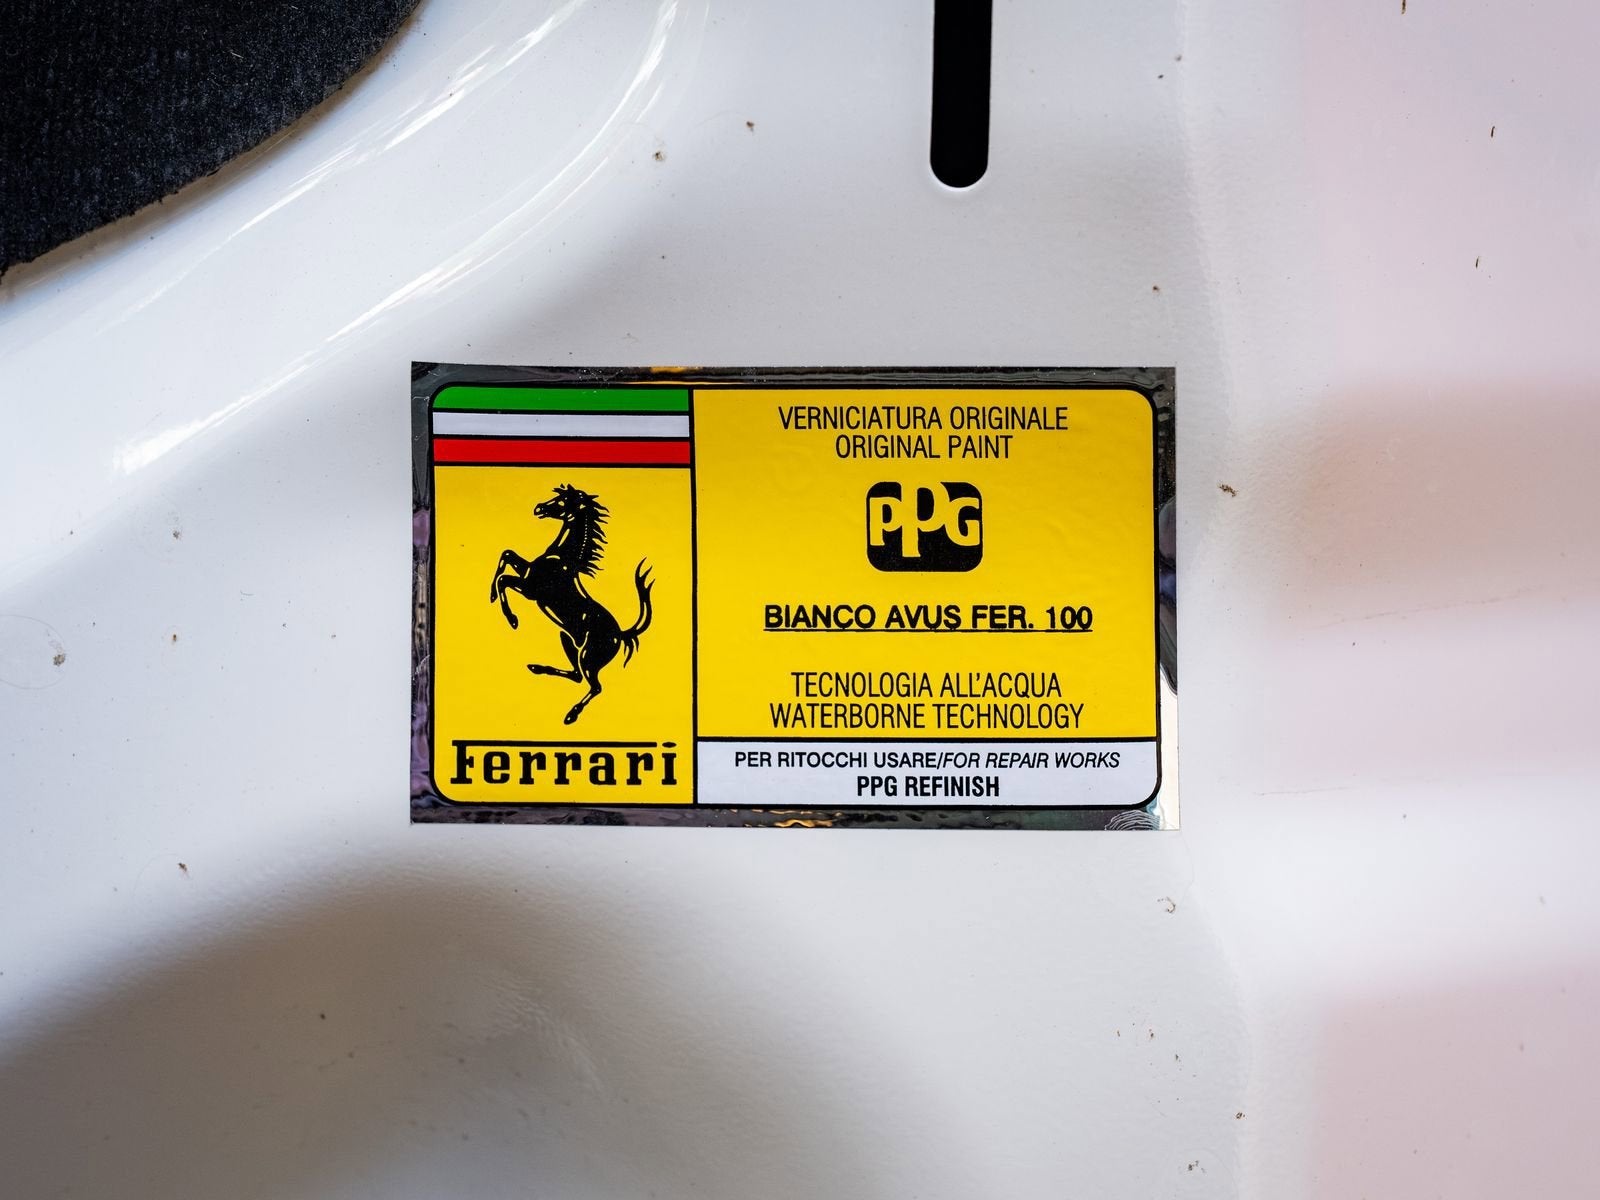 Ferrari
VERNICIATURA ORIGINALE
ORIGINAL PAINT
PPG
BIANCO AVUS FER. 100
TECNOLOGIA ALL'ACQUA
WATERBORNE TECHNOLOGY
PER RITOCCHI USARE/FOR REPAIR WORKS
PPG REFINISH